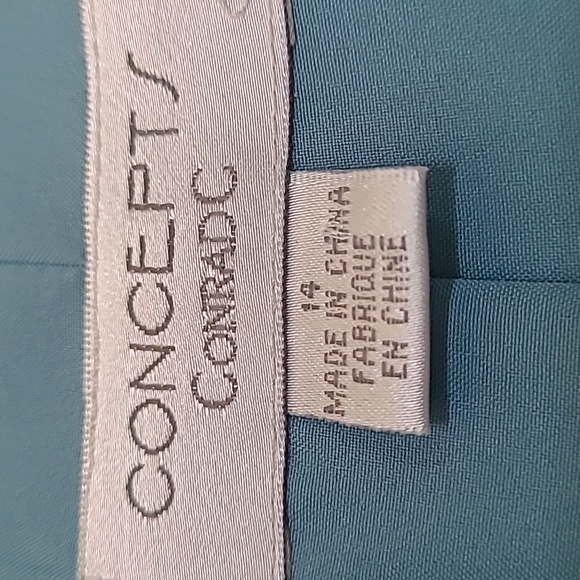 CONCEPTS
CONRAD C
14
MADE IN CHINA
FABRIQUE
EN CHINE